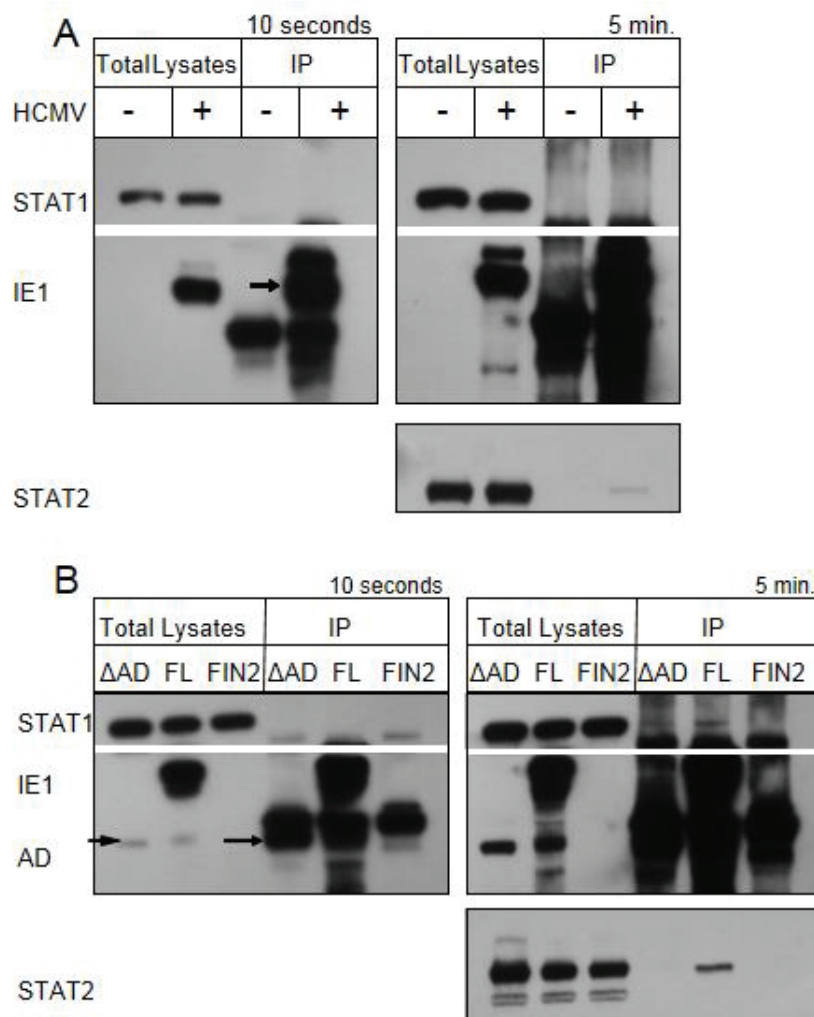 A
10 seconds
5 min.
TotalLysates IP
TotalLysates IP
HCMV - + - + - + - +
STAT1
IE1
STAT2
B
10 seconds
5 min.
Total Lysates IP
Total Lysates IP
ΔAD FL FIN2 ΔAD FL FIN2
ΔAD FL FIN2 ΔAD FL FIN2
STAT1
IE1
AD
STAT2